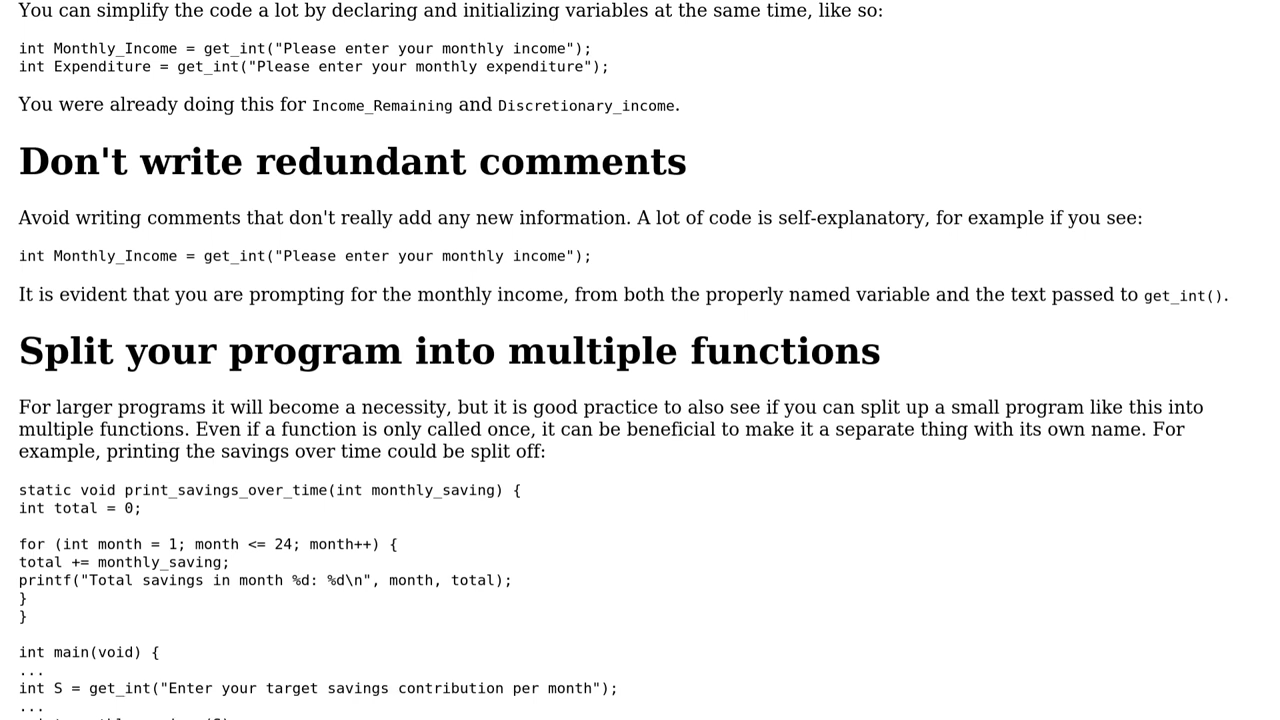 You can simplify the code a lot by declaring and initializing variables at the same time, like so:
int Monthly_Income = get_int("Please enter your monthly income");
int Expenditure = get_int("Please enter your monthly expenditure");
You were already doing this for Income_Remaining and Discretionary_income.
Don't write redundant comments
Avoid writing comments that don't really add any new information. A lot of code is self-explanatory, for example if you see:
int Monthly_Income = get_int("Please enter your monthly income");
It is evident that you are prompting for the monthly income, from both the properly named variable and the text passed to get_int().
Split your program into multiple functions
For larger programs it will become a necessity, but it is good practice to also see if you can split up a small program like this into
multiple functions. Even if a function is only called once, it can be beneficial to make it a separate thing with its own name. For
example, printing the savings over time could be split off:
static void print_savings_over_time(int monthly_saving) {
int total = 0;
for (int month = 1; month <= 24; month++) {
total += monthly_saving;
printf("Total savings in month %d: %d\n", month, total);
}
}
int main(void) {
...
int S = get_int("Enter your target savings contribution per month");
...